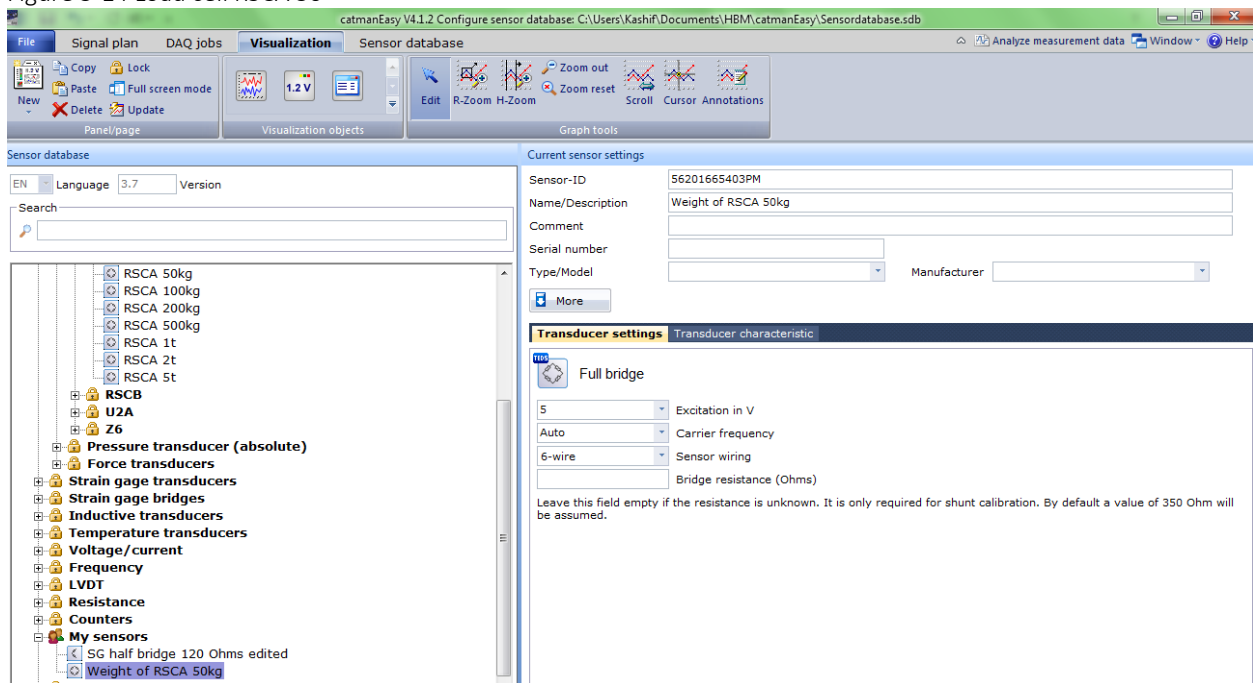 catmanEasy V4.1.2 Configure sensor database: C:\Users\Kashif\Documents\HBM\catmanEasy\Sensordatabase.sdb
File Signal plan DAQ jobs Visualization Sensor database Analyze measurement data Window Help
New
Copy Lock
Paste Full screen mode
Delete Update
Panel/page
1.2 V
Visualization objects
Edit R-Zoom H-Zoom
Zoom out
Zoom reset
Scroll Cursor Annotations
Graph tools
Sensor database
EN Language 3.7 Version
Search
RSCA 50kg
RSCA 100kg
RSCA 200kg
RSCA 500kg
RSCA 1t
RSCA 2t
RSCA 5t
RSCB
U2A
Z6
Pressure transducer (absolute)
Force transducers
Strain gage transducers
Strain gage bridges
Inductive transducers
Temperature transducers
Voltage/current
Frequency
LVDT
Resistance
Counters
My sensors
SG half bridge 120 Ohms edited
Weight of RSCA 50kg
Current sensor settings
Sensor-ID 56201665403PM
Name/Description Weight of RSCA 50kg
Comment
Serial number
Type/Model Manufacturer
More
Transducer settings Transducer characteristic
TEDS
Full bridge
5 Excitation in V
Auto Carrier frequency
6-wire Sensor wiring
Bridge resistance (Ohms)
Leave this field empty if the resistance is unknown. It is only required for shunt calibration. By default a value of 350 Ohm will
be assumed.